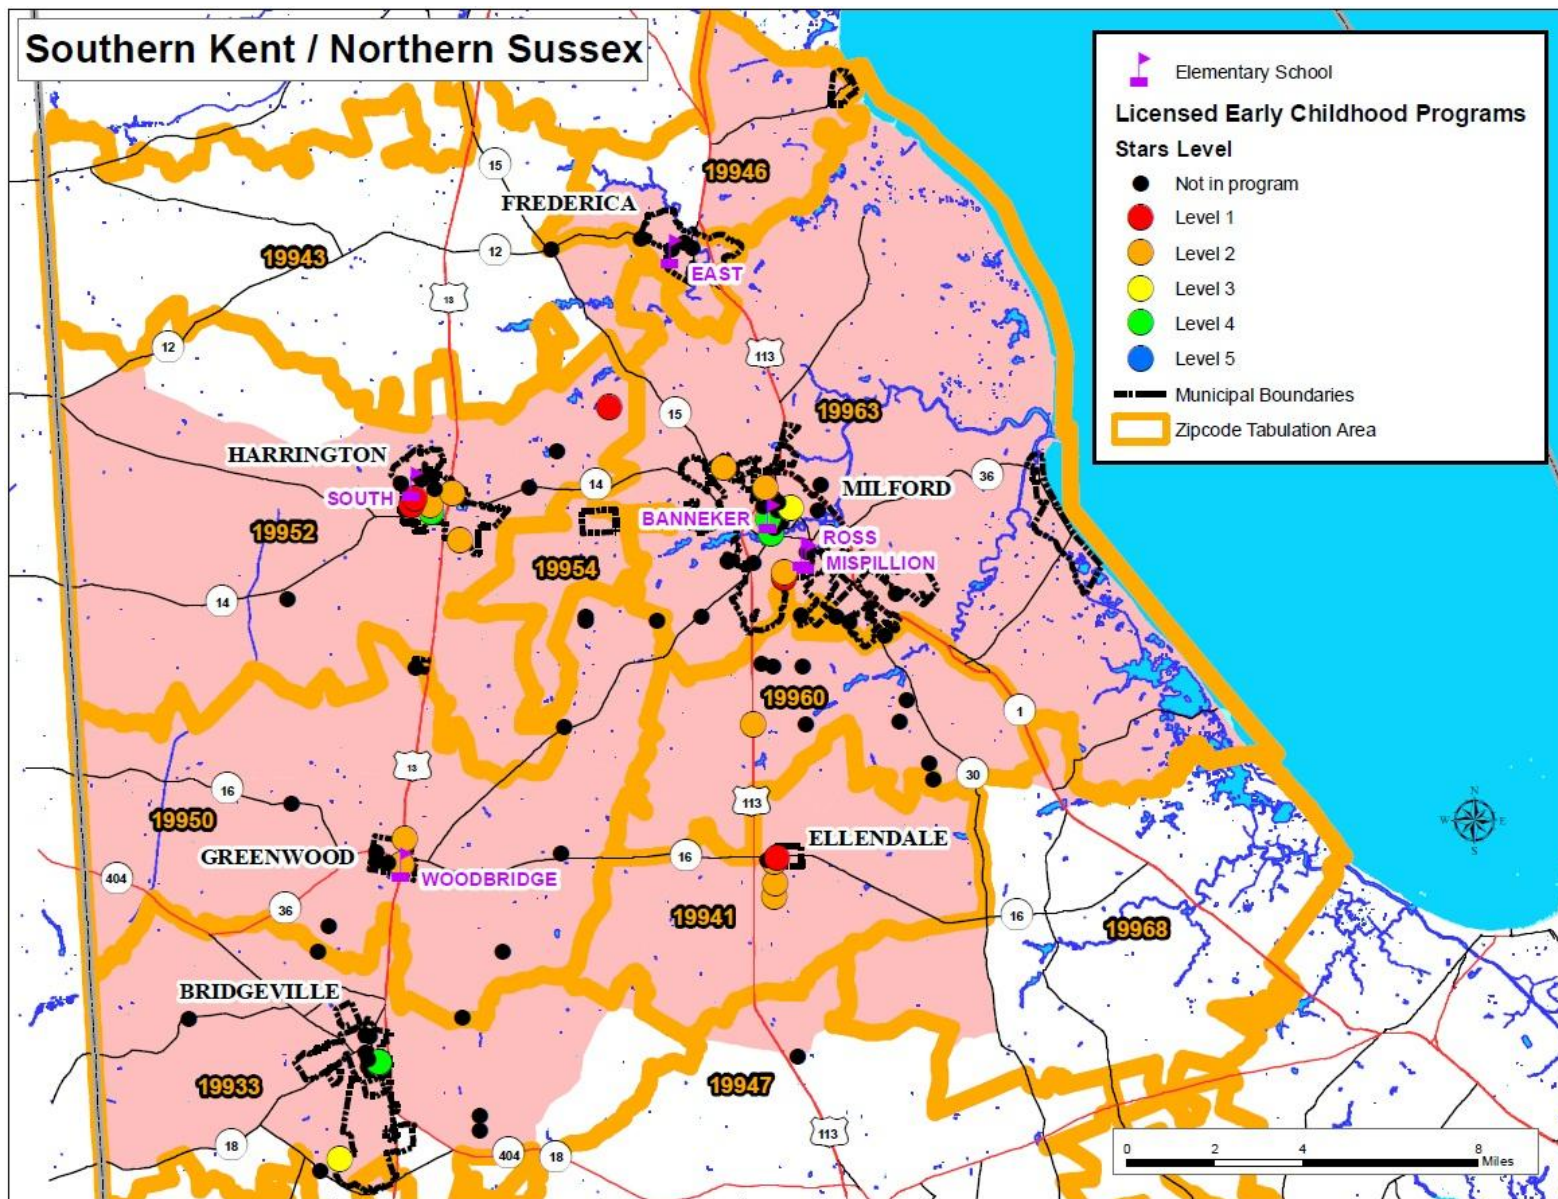 Southern Kent / Northern Sussex
Elementary School
Licensed Early Childhood Programs
Stars Level
Not in program
Level 1
Level 2
Level 3
Level 4
Level 5
Municipal Boundaries
Zipcode Tabulation Area
15
19946
FREDERICA
12
19943
EAST
13
12
113
15
19963
HARRINGTON
14
36
MILFORD
SOUTH
BANNEKER
19952
ROSS
19954
MISPILLION
14
19960
1
13
30
16
113
19950
GREENWOOD
16
ELLENDALE
404
WOODBRIDGE
36
19941
16
19968
BRIDGEVILLE
19933
19947
18
404
18
113
N
W
E
S
0
2
4
8
Miles